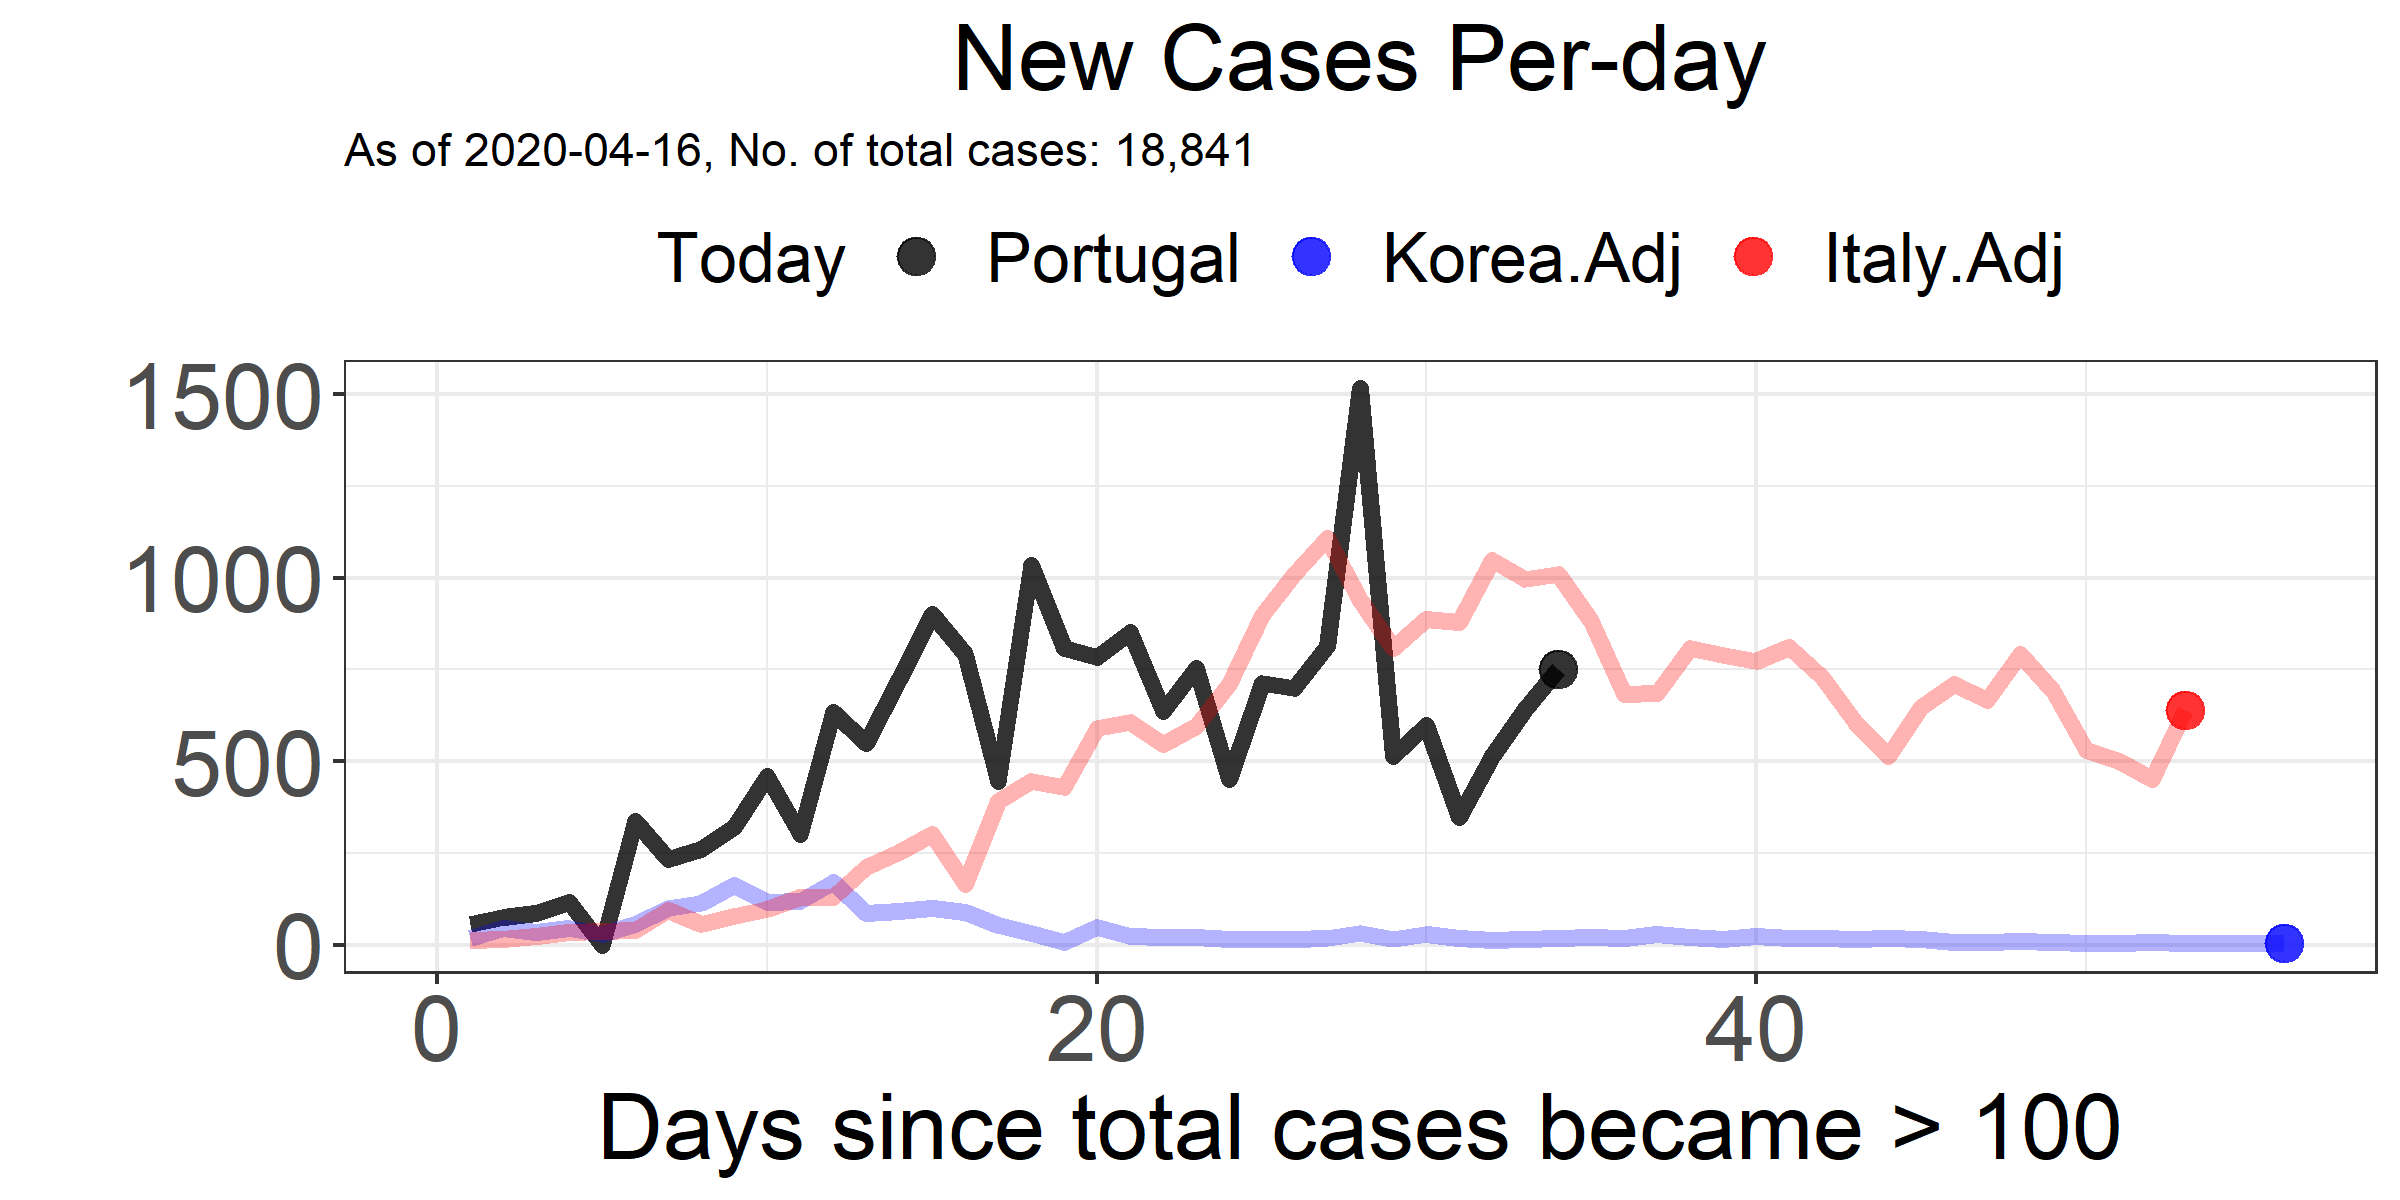 New Cases Per-day
As of 2020-04-16, No. of total cases: 18,841
Today Portugal Korea.Adj Italy.Adj
1500
1000
500
0
0 20 40
Days since total cases became > 100